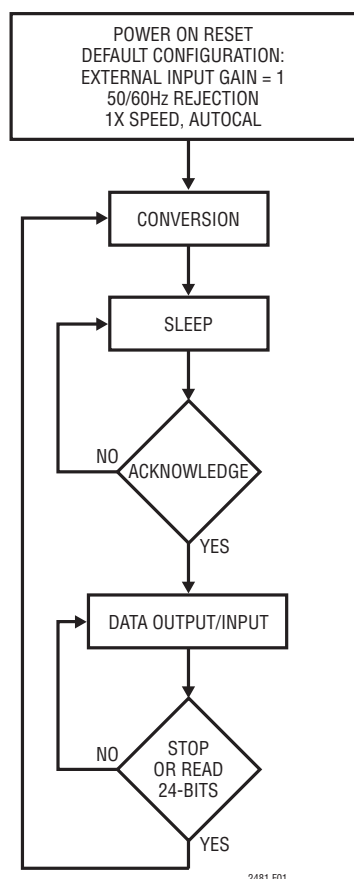 POWER ON RESET
DEFAULT CONFIGURATION:
EXTERNAL INPUT GAIN = 1
50/60Hz REJECTION
1X SPEED, AUTOCAL
CONVERSION
SLEEP
NO
ACKNOWLEDGE
YES
DATA OUTPUT/INPUT
NO
STOP
OR READ
24-BITS
YES
2481 F01